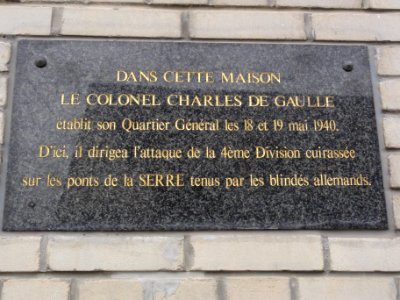 DANS CETTE MAISON
LE COLONEL CHARLES DE GAULLE
établit son Quartier Général les 18 et 19 mai 1940.
D'ici, il dirigea l'attaque de la 4ème Division cuirassée
sur les ponts de la SERRE tenus par les blindés allemands.